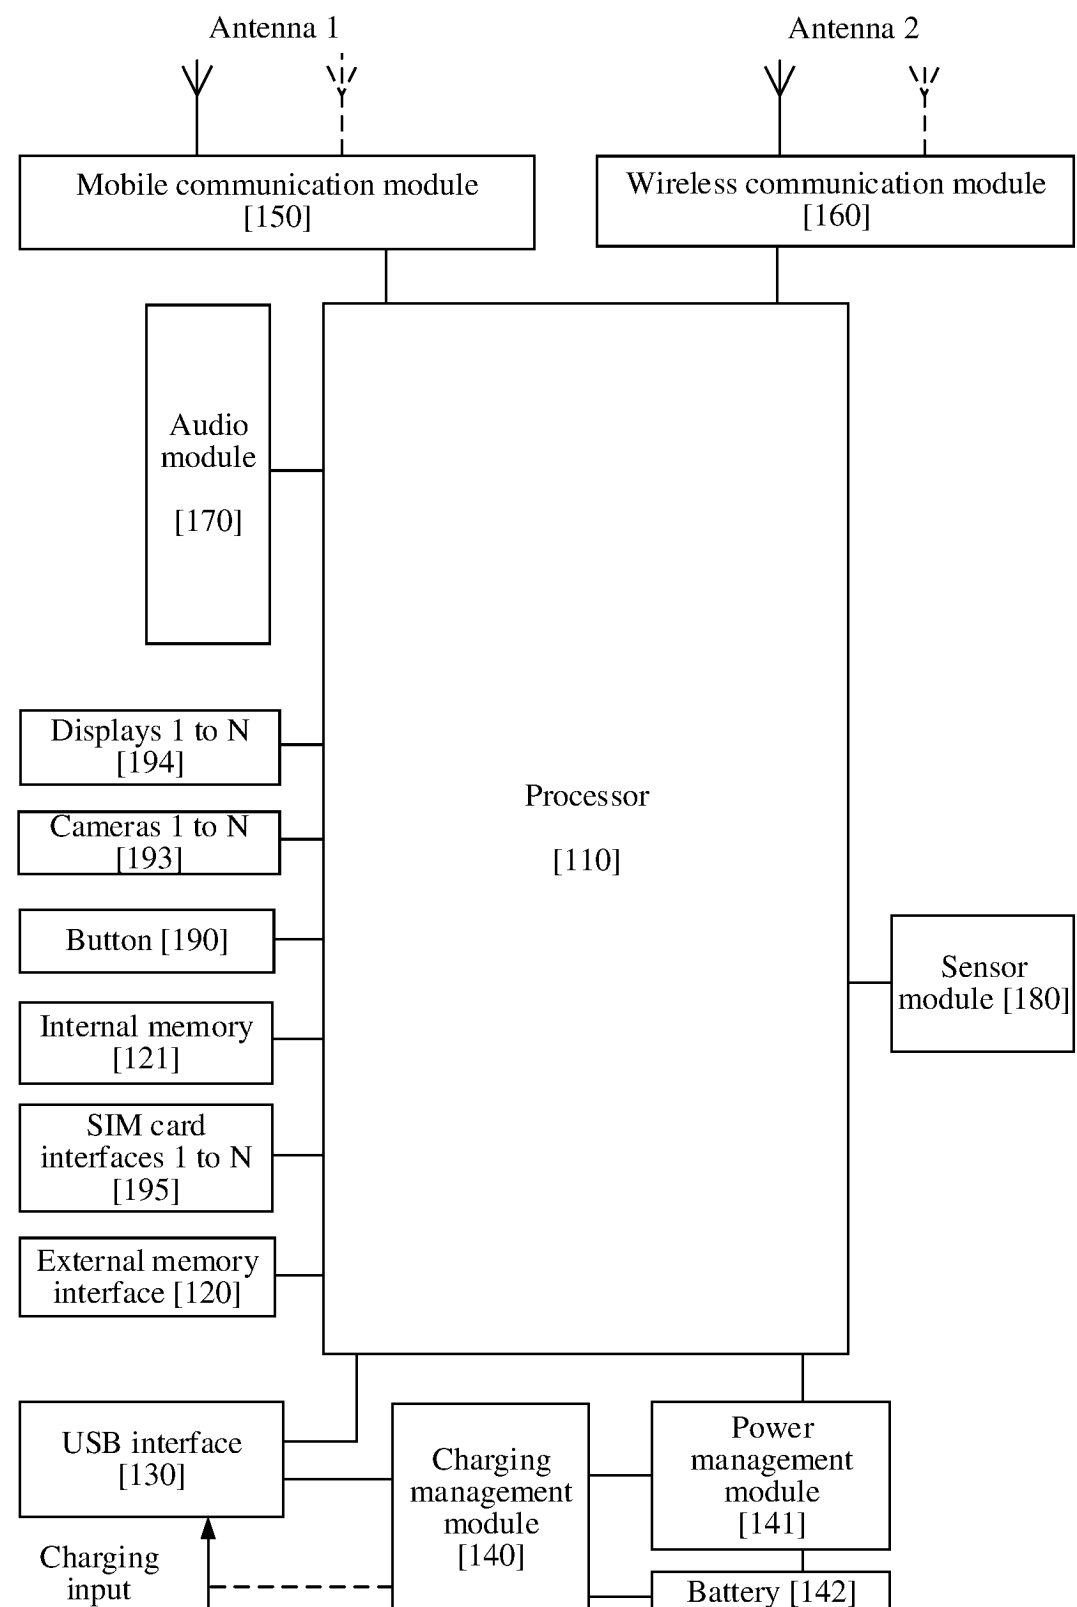 Antenna 1
Antenna 2
Mobile communication module
[150]
Wireless communication module
[160]
Audio
module
[170]
Displays 1 to N
[194]
Cameras 1 to N
[193]
Button [190]
Internal memory
[121]
SIM card
interfaces 1 to N
[195]
External memory
interface [120]
Processor
[110]
Sensor
module [180]
USB interface
[130]
Charging
management
module
[140]
Power
management
module
[141]
Charging
input
Battery [142]